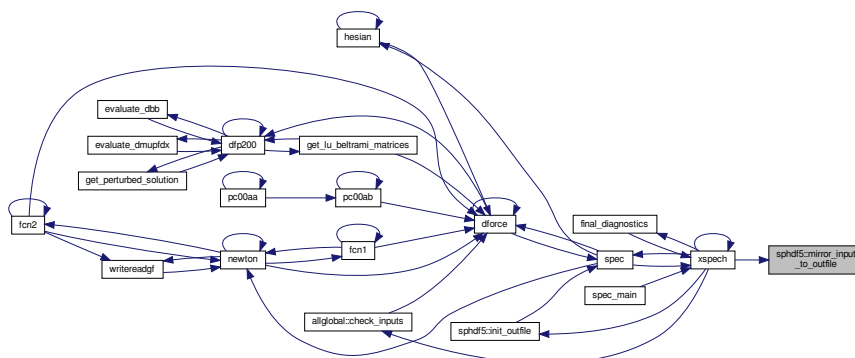 hesian
evaluate_dbb
evaluate_dmupfdx
dfp200
get_lu_beltrami_matrices
get_perturbed_solution
pc00aa
pc00ab
fcn2
dforce
final_diagnostics
fcn1
newton
writereadgf
spec
xspech
sphdf5::mirror_input
_to_outfile
spec_main
allglobal::check_inputs
sphdf5::init_outfile